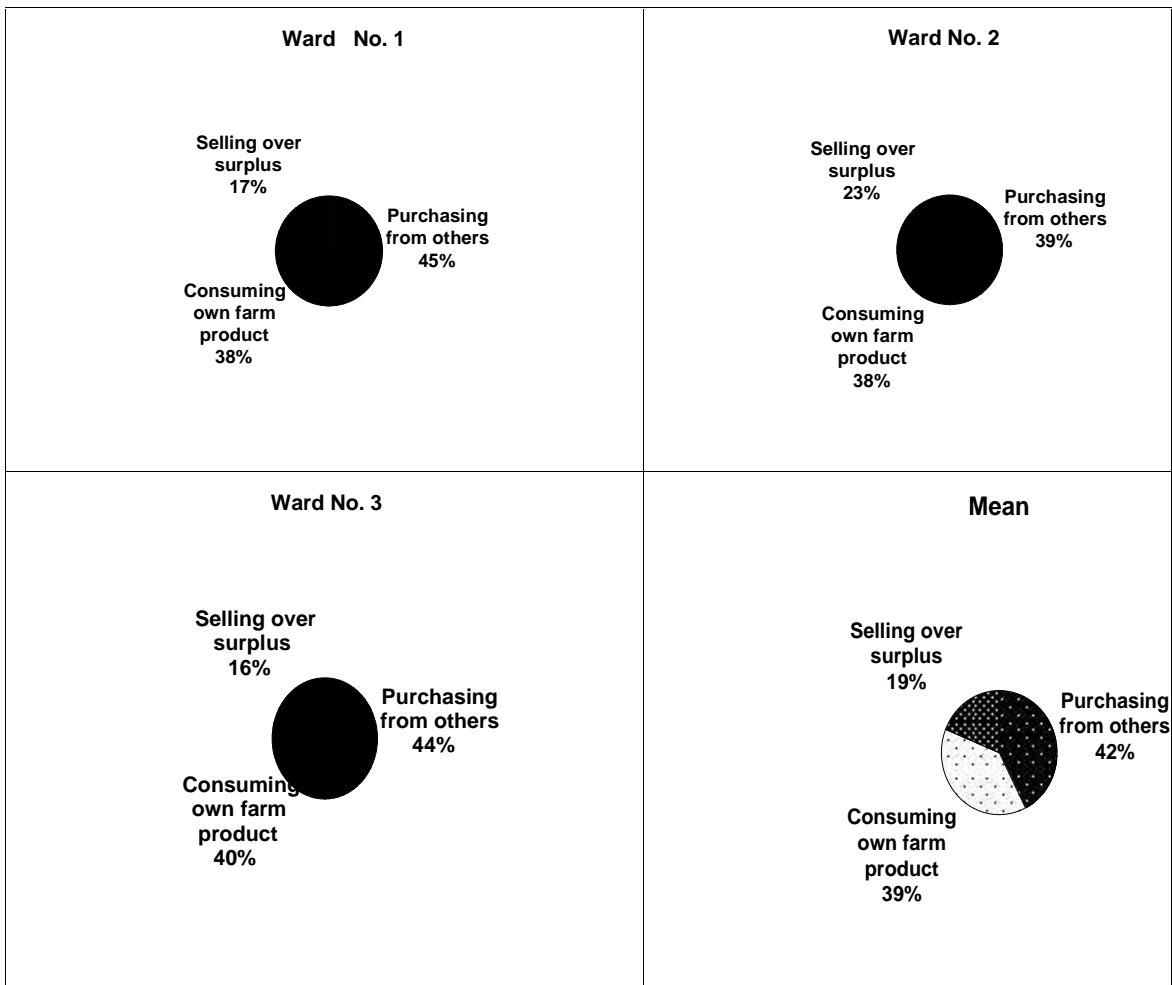 Ward No. 1
Selling over
surplus
17%
Purchasing
from others
45%
Consuming
own farm
product
38%
Ward No. 2
Selling over
surplus
23%
Purchasing
from others
39%
Consuming
own farm
product
38%
Ward No. 3
Selling over
surplus
16%
Purchasing
from others
44%
Consuming
own farm
product
40%
Mean
Selling over
surplus
19%
Purchasing
from others
42%
Consuming
own farm
product
39%